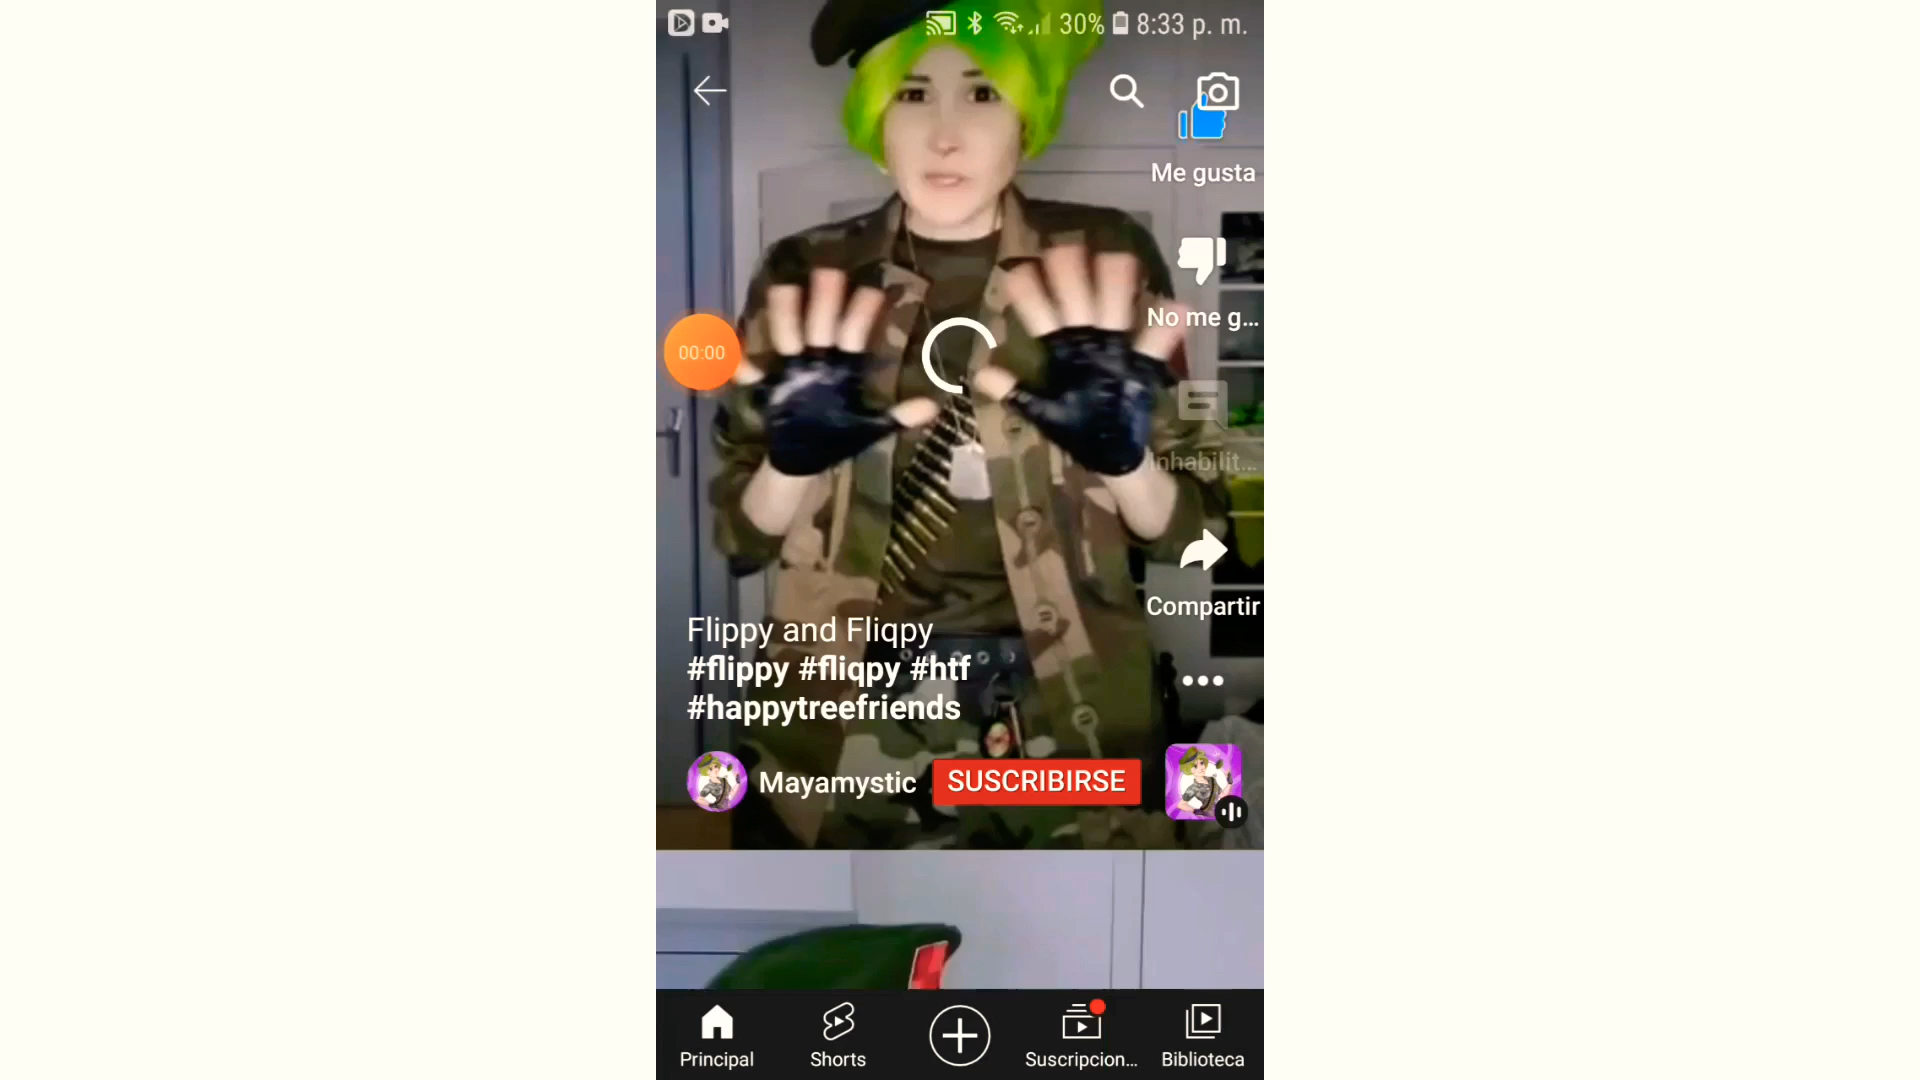 30% 8:33 p. m.
Me gusta
No me g...
00:00
Inhabilit...
Compartir
Flippy and Fliqpy
#flippy #fliqpy #htf
#happytreefriends
Mayamystic SUSCRIBIRSE
Principal Shorts Suscripcion... Biblioteca